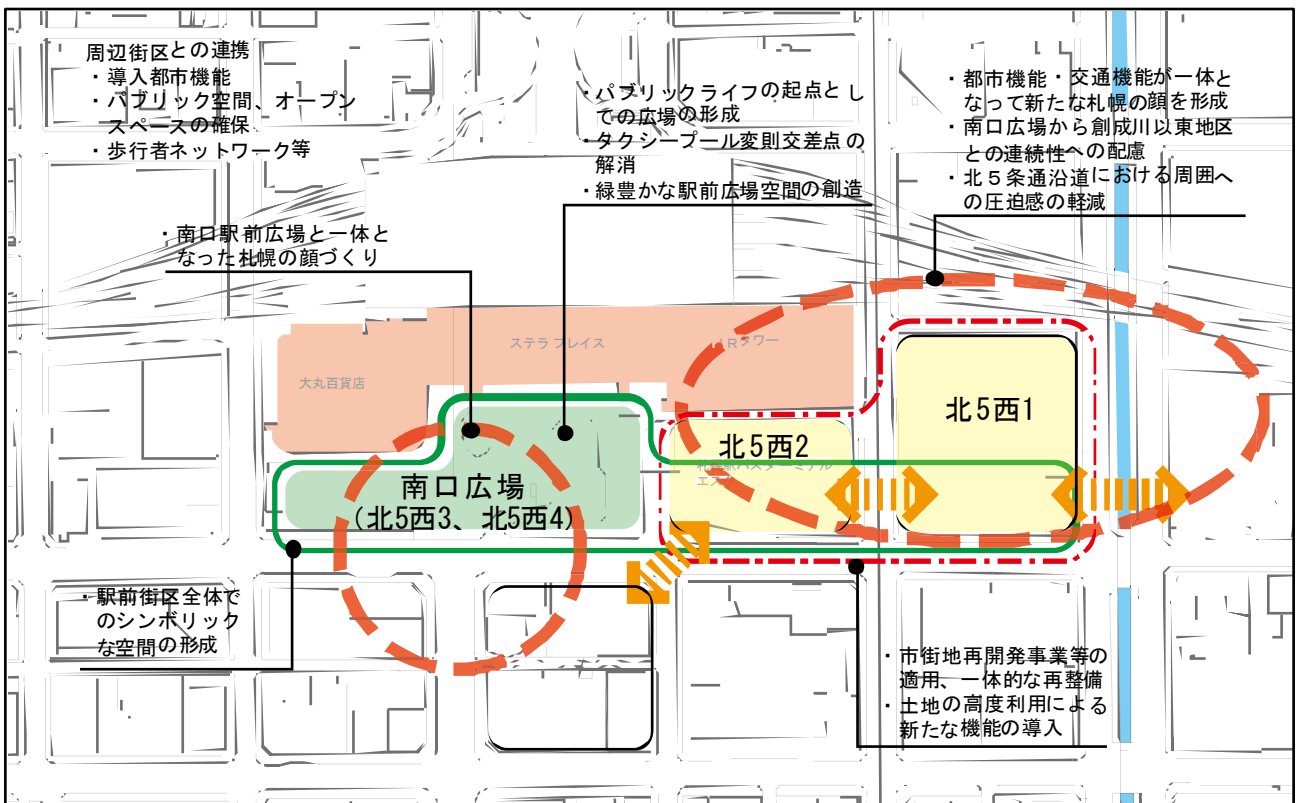 周辺街区との連携
・導入都市機能
・パブリック空間、オープン
スペースの確保
・歩行者ネットワーク等
・パブリックライフの起点とし
ての広場の形成
・タクシープール変則交差点の
解消
・緑豊かな駅前広場空間の創造
・都市機能・交通機能が一体と
なって新たな札幌の顔を形成
・南口広場から創成川以東地区
との連続性への配慮
・北5条通沿道における周囲へ
の圧迫感の軽減
・南口駅前広場と一体と
なった札幌の顔づくり
ステラプレイス
JRタワー
大丸百貨店
北5西1
北5西2
札幌駅バスターミナル
エスタ
南口広場
（北5西3、北5西4）
・駅前街区全体で
のシンボリック
な空間の形成
・市街地再開発事業等の
適用、一体的な再整備
・土地の高度利用による
新たな機能の導入